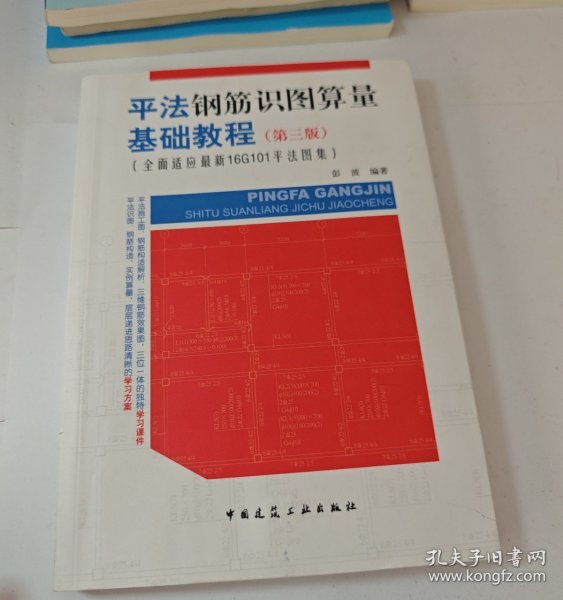 平法钢筋识图算量
基础教程（第三版）
（全面适应最新16G101平法图集）
彭波 编著
PINGFA GANGJIN
SHITU SUANLIANG JICHU JIAOCHENG
平法施工图、钢筋构造解析、三维钢筋效果图，三位一体的独特学习课件
平法识图、钢筋构造、实例算量，层层递进思路清晰的学习方案
中国建筑工业出版社
孔夫子旧书网
www.kongfz.com